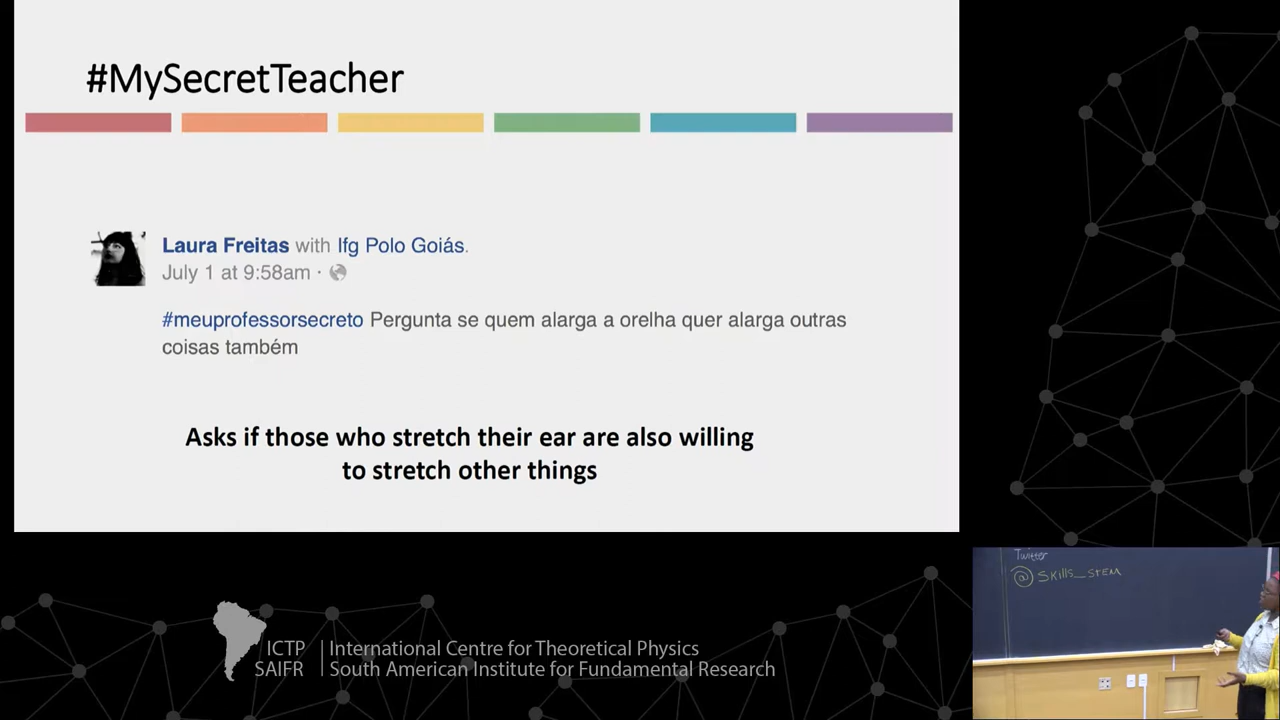 #MySecretTeacher
Laura Freitas with Ifg Polo Goiás.
July 1 at 9:58am ·
#meuprofessorsecreto Pergunta se quem alarga a orelha quer alarga outras
coisas também
Asks if those who stretch their ear are also willing
to stretch other things
Twitter
@ Skills_STEM
ICTP
SAIFR
International Centre for Theoretical Physics
South American Institute for Fundamental Research